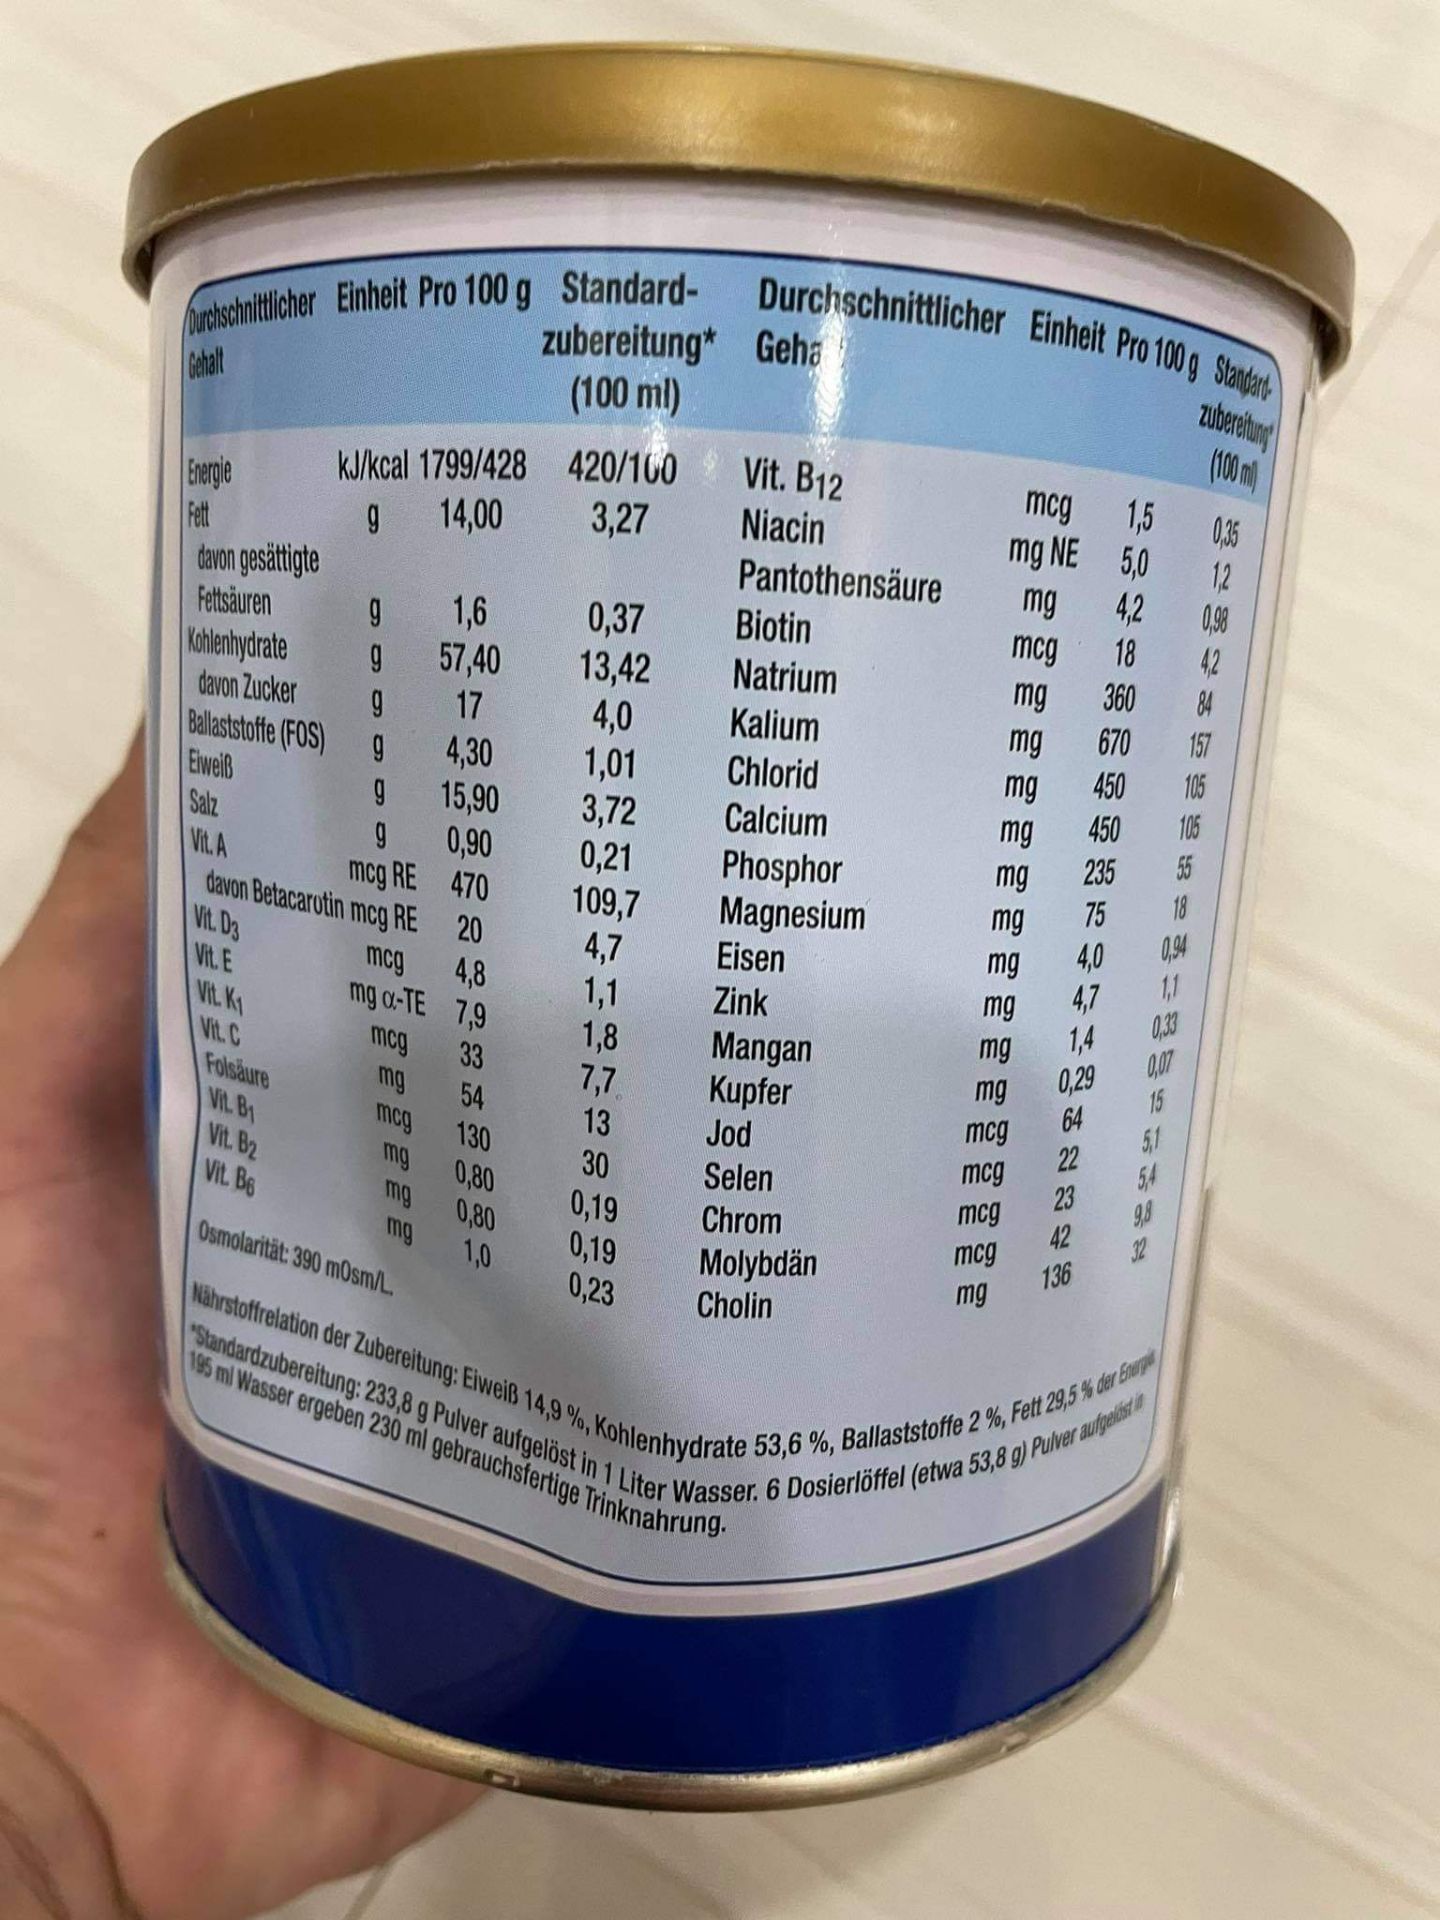 Durchschnittlicher Gehalt Einheit Pro 100 g Standard-zubereitung* (100 ml)
Energie kJ/kcal 1799/428 420/100
Fett g 14,00 3,27
davon gesättigte
Fettsäuren g 1,6 0,37
Kohlenhydrate g 57,40 13,42
davon Zucker g 17 4,0
Ballaststoffe (FOS) g 4,30 1,01
Eiweiß g 15,90 3,72
Salz g 0,90 0,21
Vit. A mcg RE 470 109,7
davon Betacarotin mcg RE 20 4,7
Vit. D3 mcg 4,8 1,1
Vit. E mg α-TE 7,9 1,8
Vit. K1 mcg 33 7,7
Vit. C mg 54 13
Folsäure mcg 130 30
Vit. B1 mg 0,80 0,19
Vit. B2 mg 0,80 0,19
Vit. B6 mg 1,0 0,23
Durchschnittlicher Gehalt Einheit Pro 100 g Standard-zubereitung* (100 ml)
Vit. B12 mcg 1,5 0,35
Niacin mg NE 5,0 1,2
Pantothensäure mg 4,2 0,98
Biotin mcg 18 4,2
Natrium mg 360 84
Kalium mg 670 157
Chlorid mg 450 105
Calcium mg 450 105
Phosphor mg 235 55
Magnesium mg 75 18
Eisen mg 4,0 0,94
Zink mg 4,7 1,1
Mangan mg 1,4 0,33
Kupfer mg 0,29 0,07
Jod mcg 64 15
Selen mcg 22 5,1
Chrom mcg 23 5,4
Molybdän mcg 42 9,8
Cholin mg 136 32
Osmolarität: 390 mOsm/L.
Nährstoffrelation der Zubereitung: Eiweiß 14,9 %, Kohlenhydrate 53,6 %, Ballaststoffe 2 %, Fett 29,5 % der Energie
*Standardzubereitung: 233,8 g Pulver aufgelöst in 1 Liter Wasser. 6 Dosierlöffel (etwa 53,8 g) Pulver aufgelöst in
195 ml Wasser ergeben 230 ml gebrauchsfertige Trinknahrung.